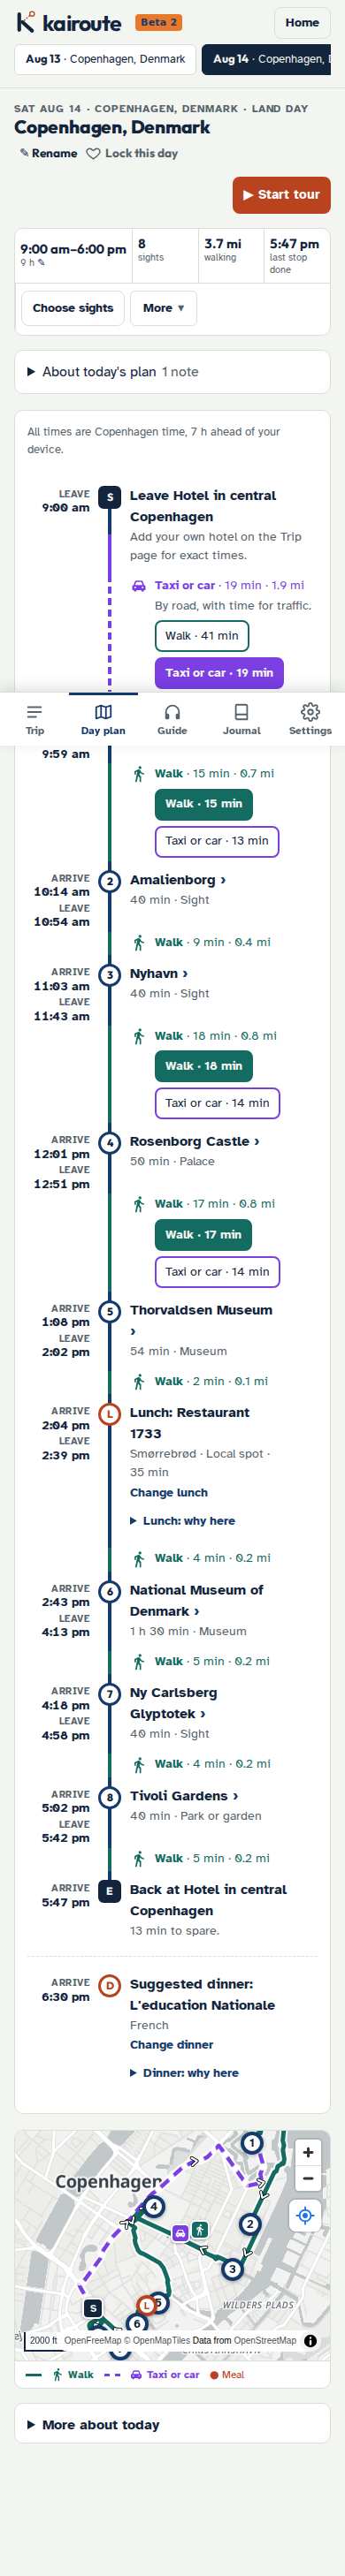 kairoute Beta 2 Home
Aug 13 · Copenhagen, Denmark Aug 14 · Copenhagen,
SAT AUG 14 · COPENHAGEN, DENMARK · LAND DAY
Copenhagen, Denmark
✎ Rename ♡ Lock this day
▶ Start tour
9:00 am–6:00 pm 8 3.7 mi 5:47 pm
9 h ✎ sights walking last stop
done
Choose sights More ▼
▶ About today's plan 1 note
All times are Copenhagen time, 7 h ahead of your
device.
LEAVE S Leave Hotel in central
9:00 am Copenhagen
Add your own hotel on the Trip
page for exact times.
Taxi or car · 19 min · 1.9 mi
By road, with time for traffic.
Walk · 41 min
Taxi or car · 19 min
Trip Day plan Guide Journal Settings
9:59 am
Walk · 15 min · 0.7 mi
Walk · 15 min
Taxi or car · 13 min
ARRIVE 2 Amalienborg ›
10:14 am 40 min · Sight
LEAVE
10:54 am
Walk · 9 min · 0.4 mi
ARRIVE 3 Nyhavn ›
11:03 am 40 min · Sight
LEAVE
11:43 am
Walk · 18 min · 0.8 mi
Walk · 18 min
Taxi or car · 14 min
ARRIVE 4 Rosenborg Castle ›
12:01 pm 50 min · Palace
LEAVE
12:51 pm
Walk · 17 min · 0.8 mi
Walk · 17 min
Taxi or car · 14 min
ARRIVE 5 Thorvaldsen Museum
1:08 pm ›
LEAVE
2:02 pm 54 min · Museum
Walk · 2 min · 0.1 mi
ARRIVE L Lunch: Restaurant
2:04 pm 1733
LEAVE Smørrebrød · Local spot ·
2:39 pm 35 min
Change lunch
▶ Lunch: why here
Walk · 4 min · 0.2 mi
ARRIVE 6 National Museum of
2:43 pm Denmark ›
LEAVE 1 h 30 min · Museum
4:13 pm
Walk · 5 min · 0.2 mi
ARRIVE 7 Ny Carlsberg
4:18 pm Glyptotek ›
LEAVE 40 min · Sight
4:58 pm
Walk · 4 min · 0.2 mi
ARRIVE 8 Tivoli Gardens ›
5:02 pm 40 min · Park or garden
LEAVE
5:42 pm
Walk · 5 min · 0.2 mi
ARRIVE E Back at Hotel in central
5:47 pm Copenhagen
13 min to spare.
ARRIVE D Suggested dinner:
6:30 pm L'education Nationale
French
Change dinner
▶ Dinner: why here
1
+
−
Copenhagen
4
2
3
S L 5
WILDERS PLADS
6
2000 ft OpenFreeMap © OpenMapTiles Data from OpenStreetMap
Walk Taxi or car Meal
▶ More about today